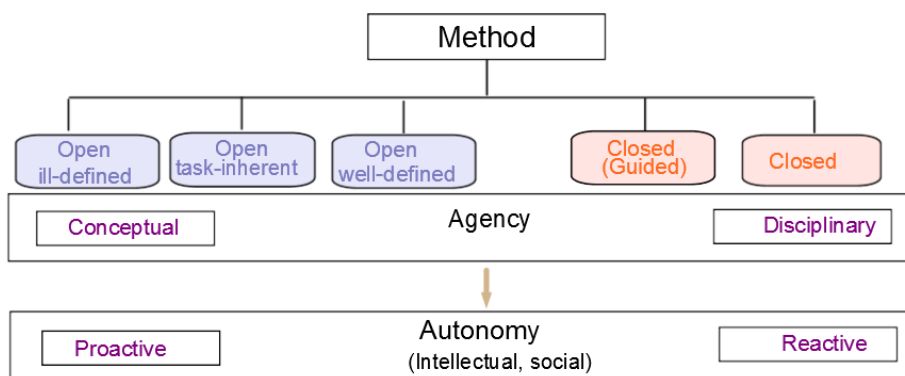 Method
Open
ill-defined
Open
task-inherent
Open
well-defined
Closed
(Guided)
Closed
Conceptual
Agency
Disciplinary
Proactive
Autonomy
(Intellectual, social)
Reactive